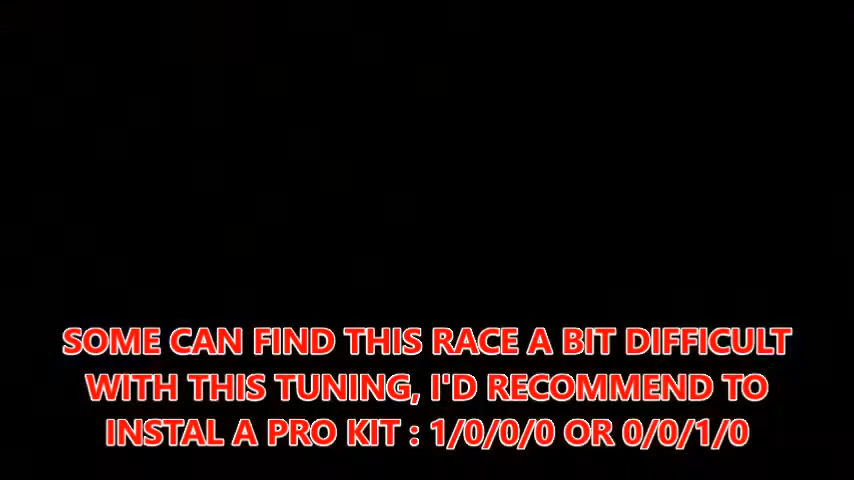 SOME CAN FIND THIS RACE A BIT DIFFICULT
WITH THIS TUNING, I'D RECOMMEND TO
INSTAL A PRO KIT : 1/0/0/0 OR 0/0/1/0